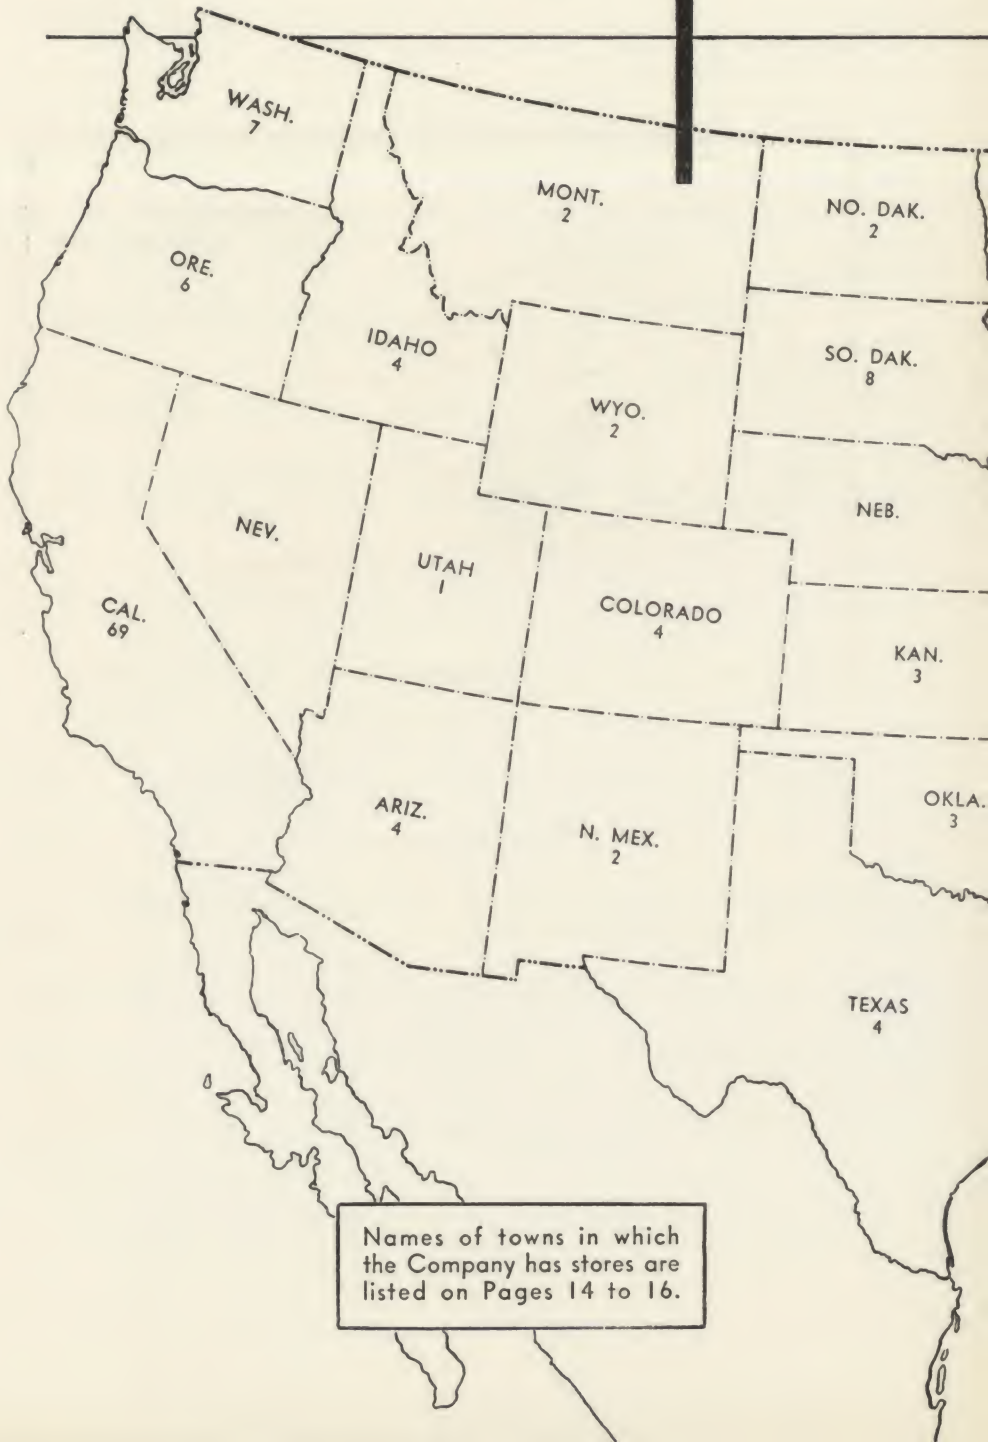 WASH.
7
MONT.
2
NO. DAK.
2
ORE.
6
IDAHO
4
SO. DAK.
8
WYO.
2
NEV.
NEB.
UTAH
1
CAL.
69
COLORADO
4
KAN.
3
ARIZ.
4
N. MEX.
2
OKLA.
3
TEXAS
4
Names of towns in which
the Company has stores are
listed on Pages 14 to 16.